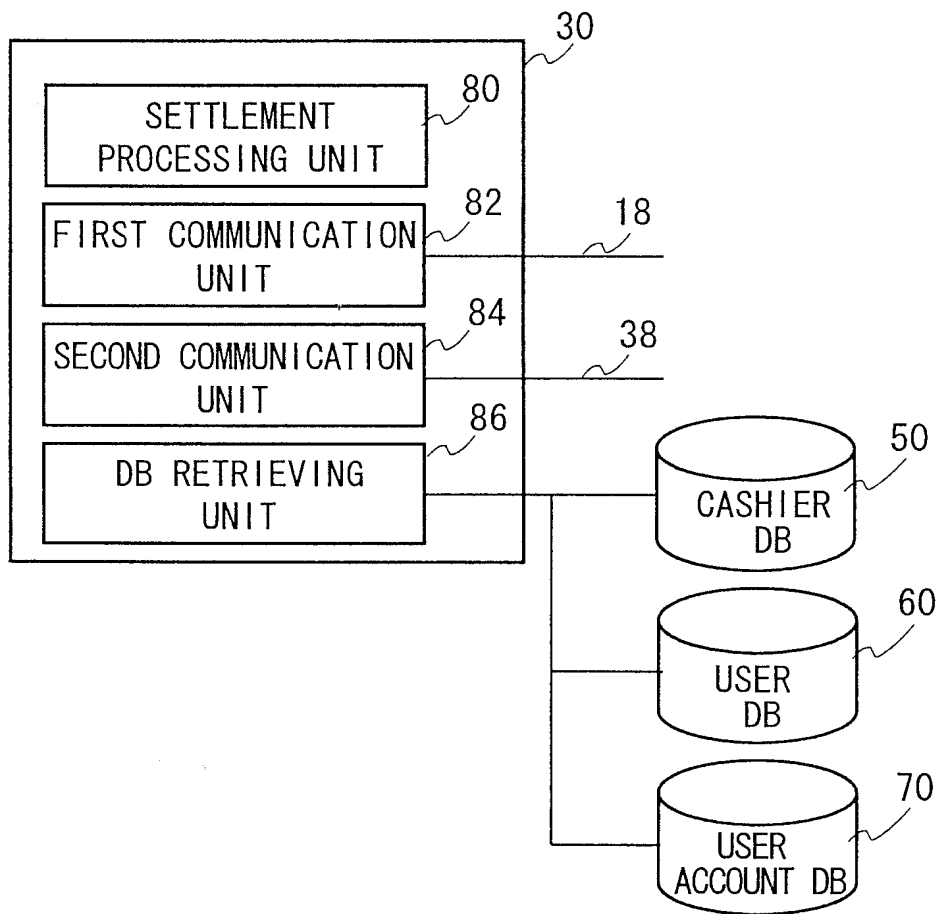 30
80
SETTLEMENT
PROCESSING UNIT
82
FIRST COMMUNICATION
UNIT
18
84
SECOND COMMUNICATION
UNIT
38
86
DB RETRIEVING
UNIT
50
CASHIER
DB
60
USER
DB
70
USER
ACCOUNT DB